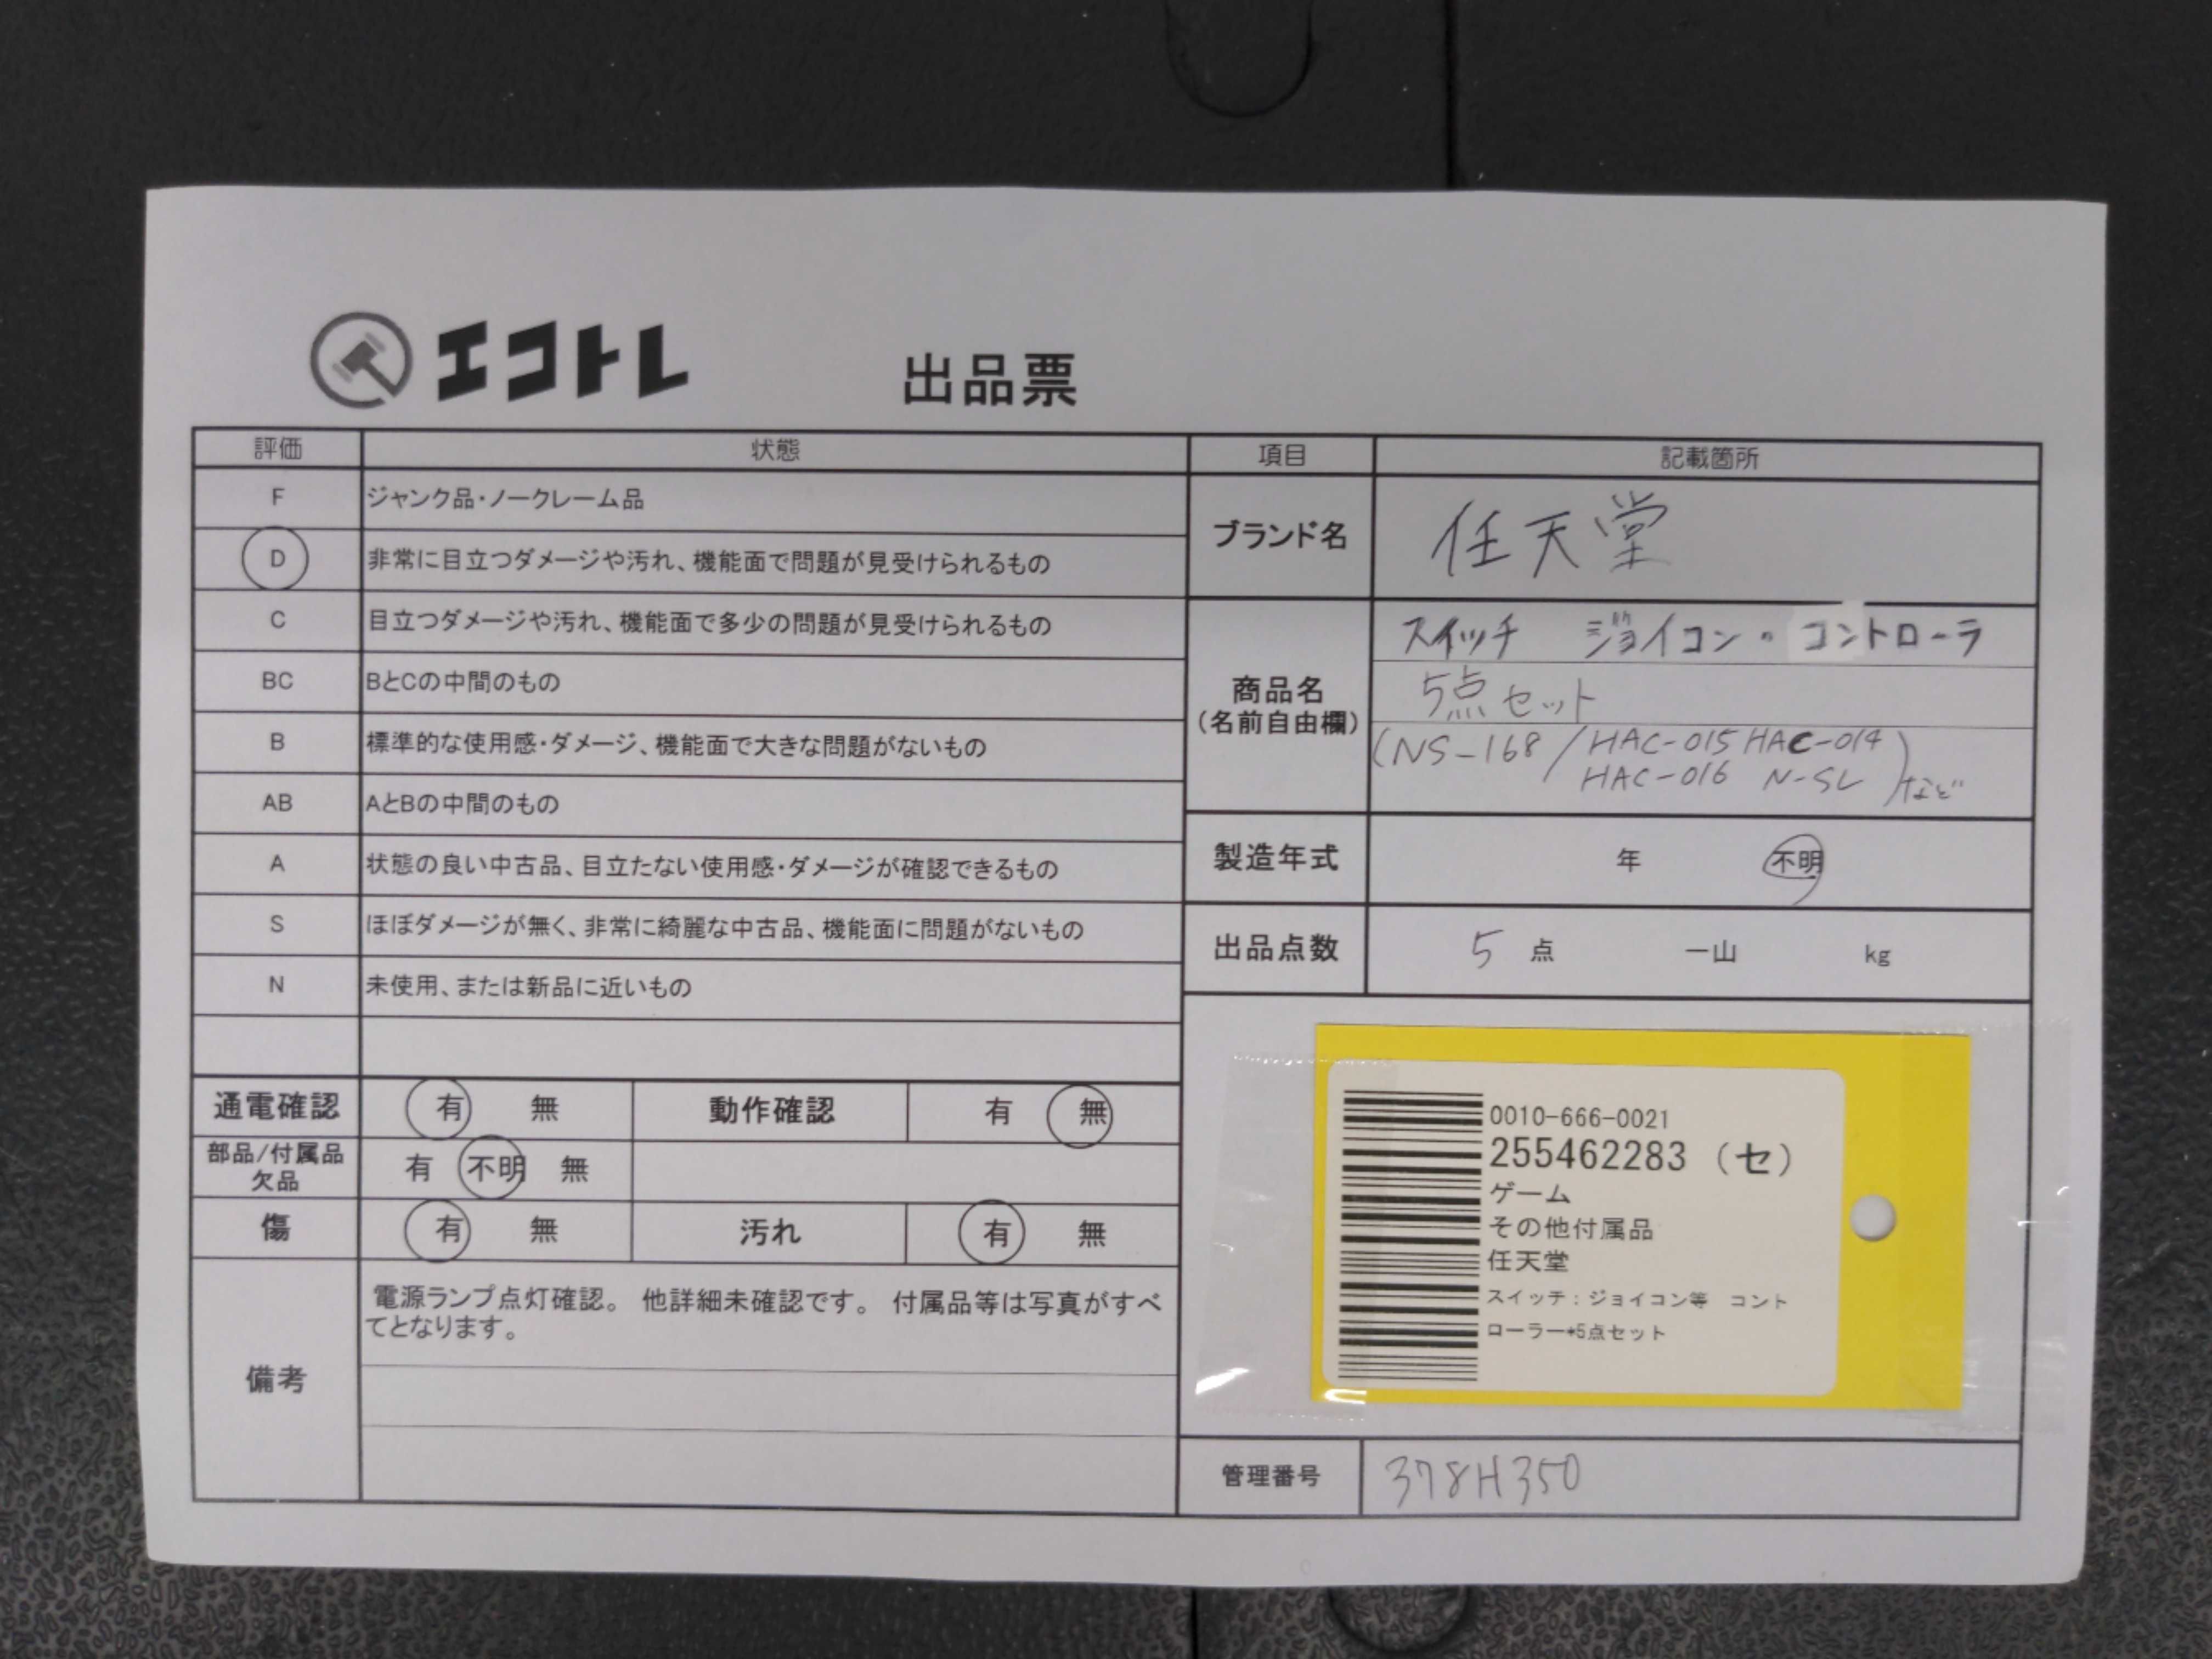 エコトレ 出品票
評価 状態
F ジャンク品・ノークレーム品
D 非常に目立つダメージや汚れ、機能面で問題が見受けられるもの
C 目立つダメージや汚れ、機能面で多少の問題が見受けられるもの
BC BとCの中間のもの
B 標準的な使用感・ダメージ、機能面で大きな問題がないもの
AB AとBの中間のもの
A 状態の良い中古品、目立たない使用感・ダメージが確認できるもの
S ほぼダメージが無く、非常に綺麗な中古品、機能面に問題がないもの
N 未使用、または新品に近いもの
通電確認 有 無 動作確認 有 無
部品/付属品
欠品
有 不明 無
傷 有 無 汚れ 有 無
備考
電源ランプ点灯確認。 他詳細未確認です。 付属品等は写真がすべ
てとなります。
項目 記載箇所
ブランド名 任天堂
商品名
(名前自由欄)
スイッチ ジョイコン・コントローラ
5点セット
(NS-168/HAC-015 HAC-014
HAC-016 N-SL)など
製造年式 年 不明
出品点数 5 点 一山 kg
0010-666-0021
255462283 (セ)
ゲーム
その他付属品
任天堂
スイッチ:ジョイコン等 コント
ローラー*5点セット
管理番号 378H350